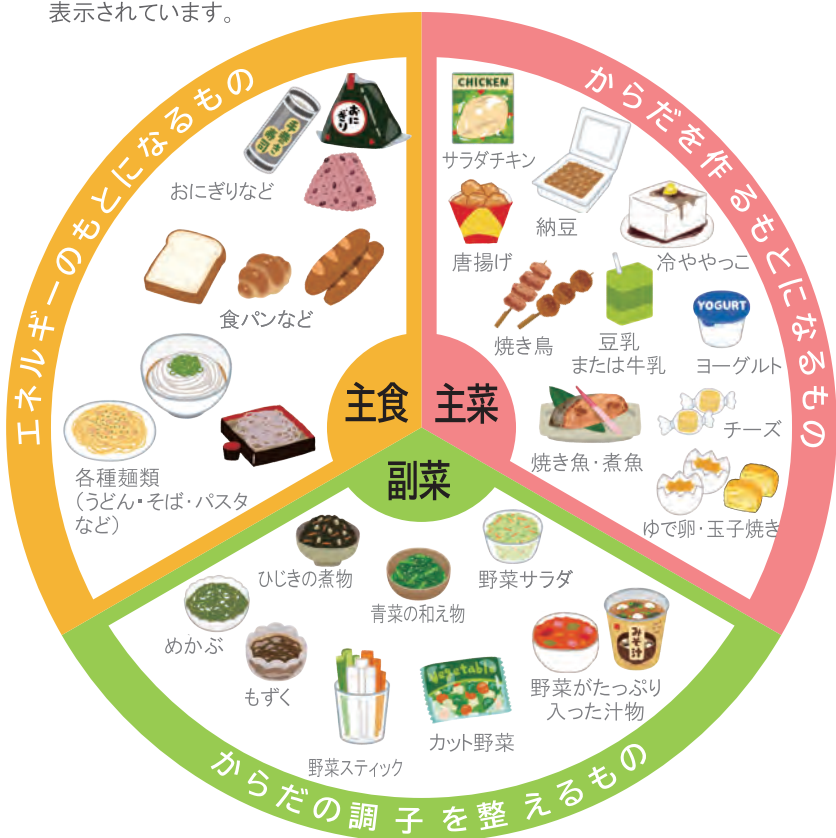 表示されています。
エネルギーのもとになるもの
手巻き
寿司
おにぎり
おにぎりなど
食パンなど
各種麺類
（うどん・そば・パスタ
など）
主食
からだを作るもとになるもの
CHICKEN
サラダチキン
納豆
唐揚げ
冷ややっこ
焼き鳥
豆乳
または牛乳
YOGURT
ヨーグルト
焼き魚・煮魚
チーズ
ゆで卵・玉子焼き
主菜
副菜
ひじきの煮物
青菜の和え物
野菜サラダ
めかぶ
もずく
野菜スティック
Vegetable
カット野菜
みそ汁
野菜がたっぷり
入った汁物
からだの調子を整えるもの